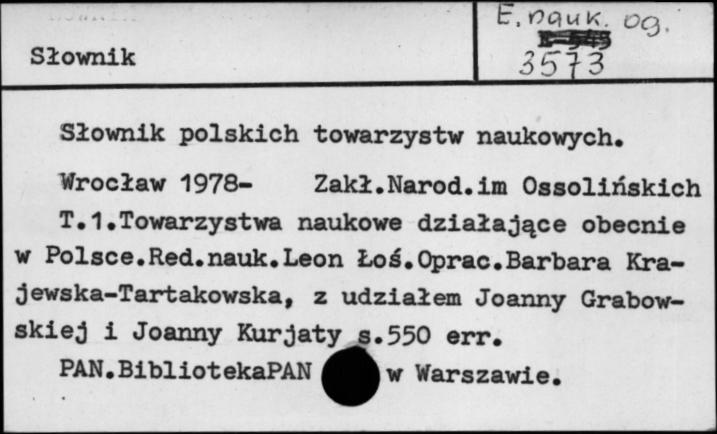 E. nauk. og.
Słownik
3573
Słownik polskich towarzystw naukowych.
Wrocław 1978- Zakł.Narod.im Ossolińskich
T.1.Towarzystwa naukowe działające obecnie
w Polsce.Red.nauk.Leon Łoś.Oprac.Barbara Kra-
jewska-Tartakowska, z udziałem Joanny Grabow-
skiej i Joanny Kurjaty s.550 err.
PAN.BibliotekaPAN w Warszawie.